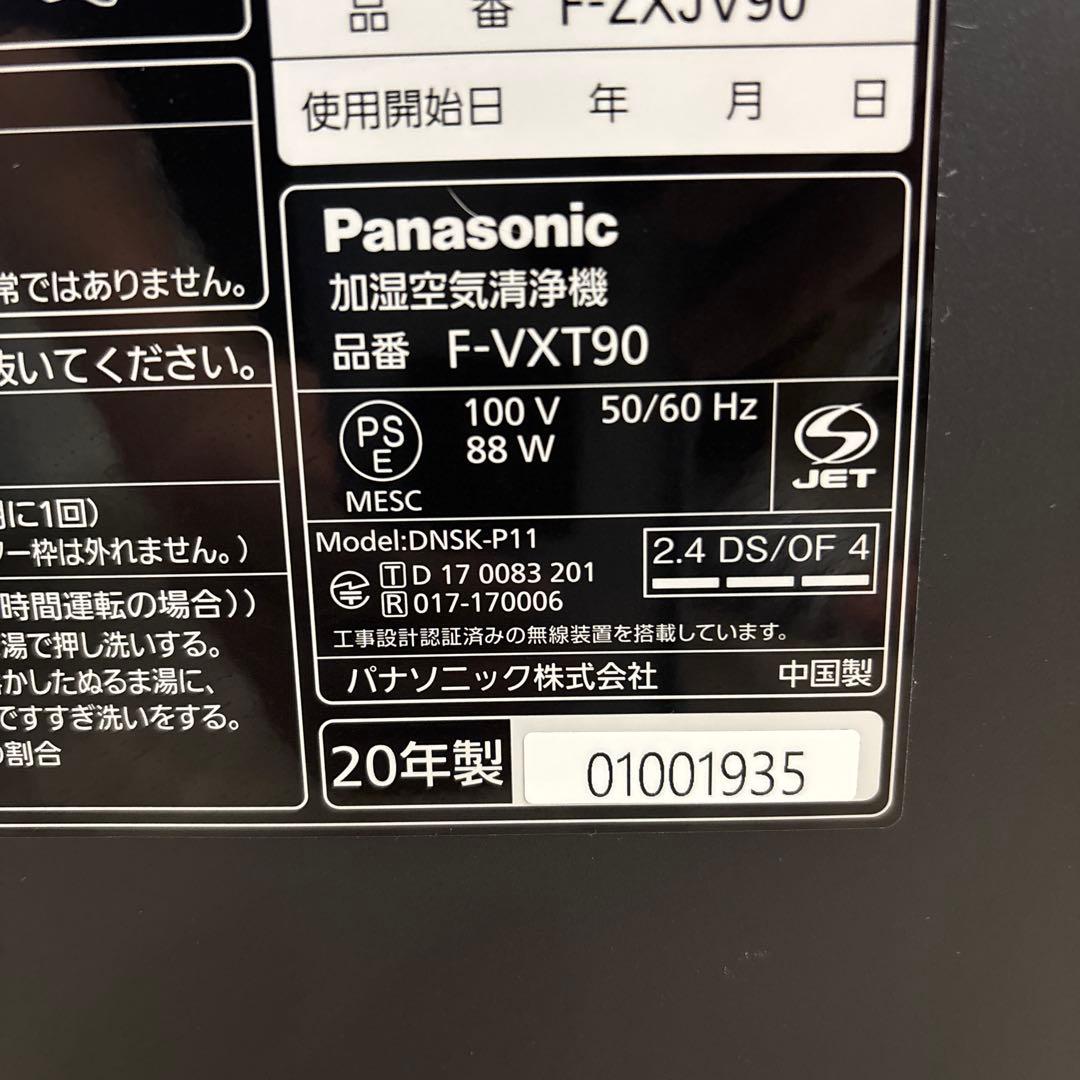 品番 F-ZXJV90
使用開始日 年 月 日
常ではありません。
抜いてください。
に1回)
ー枠は外れません。)
時間運転の場合))
湯で押し洗いする。
かしたぬるま湯に、
ですすぎ洗いをする。
の割合
Panasonic
加湿空気清浄機
品番 F-VXT90
PS
E
MESC
100 V 50/60 Hz
88 W
JET
Model:DNSK-P11
T D 17 0083 201
R 017-170006
2.4 DS/OF 4
工事設計認証済みの無線装置を搭載しています。
パナソニック株式会社 中国製
20年製 01001935